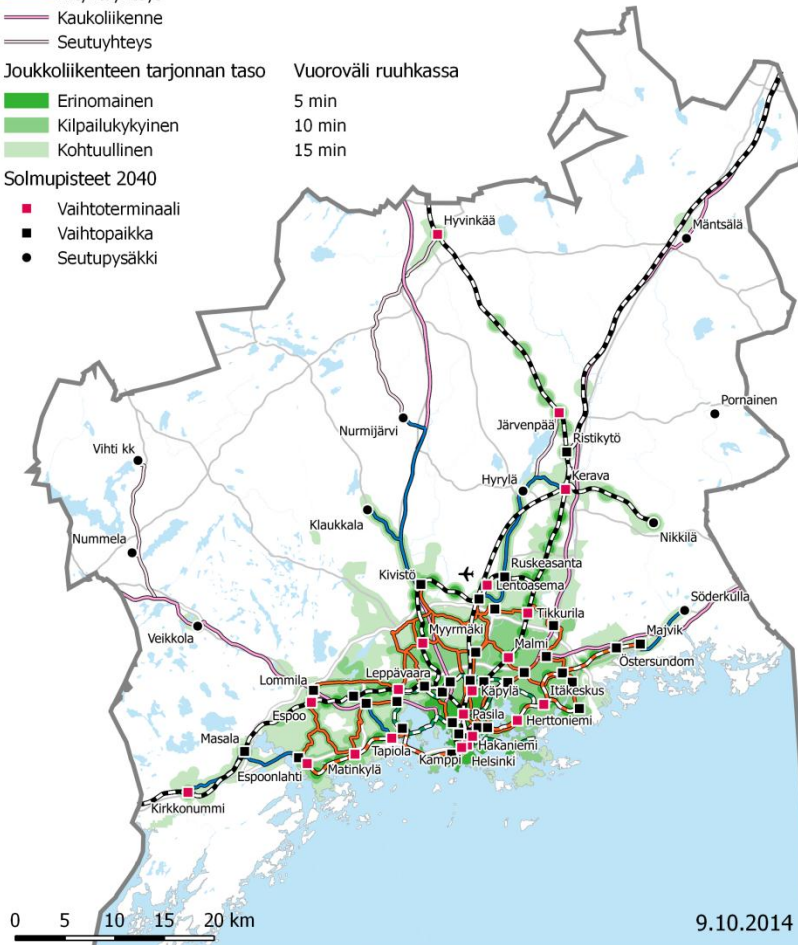 Kaukoliikenne
Seutuyhteys
Joukkoliikenteen tarjonnan taso Vuoroväli ruuhkassa
Erinomainen 5 min
Kilpailukykyinen 10 min
Kohtuullinen 15 min
Solmupisteet 2040
Vaihtoterminaali
Vaihtopaikka
Seutupysäkki
Hyvinkää
Mäntsälä
Pornainen
Järvenpää
Nurmijärvi
Ristikytö
Vihti kk
Hyrylä
Kerava
Klaukkala
Nikkilä
Nummela
Ruskeasanta
Kivistö
Lentoasema
Söderkulla
Tikkurila
Veikkola
Myyrmäki
Malmi
Majvik
Östersundom
Lommila
Leppävaara
Käpylä
Itäkeskus
Espoo
Pasila
Herttoniemi
Masala
Tapiola
Hakaniemi
Espoonlahti
Matinkylä
Kamppi
Helsinki
Kirkkonummi
0 5 10 15 20 km
9.10.2014